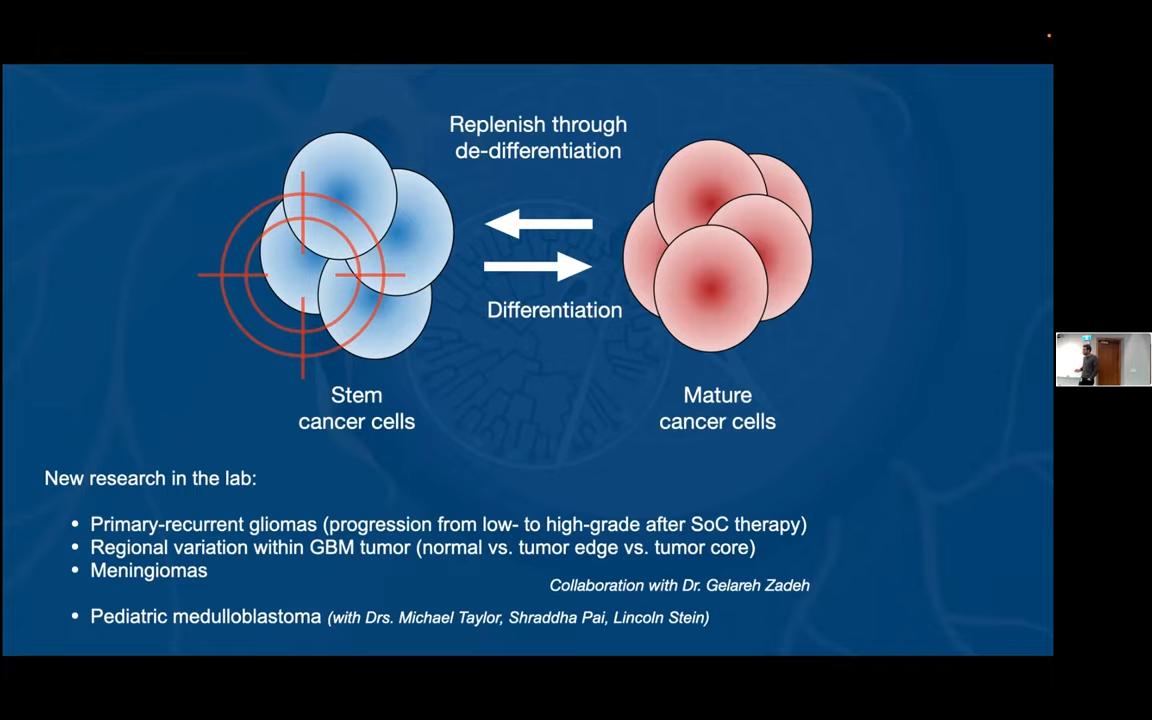 Replenish through
de-differentiation
Differentiation
Stem
cancer cells
Mature
cancer cells
New research in the lab:
• Primary-recurrent gliomas (progression from low- to high-grade after SoC therapy)
• Regional variation within GBM tumor (normal vs. tumor edge vs. tumor core)
• Meningiomas
Collaboration with Dr. Gelareh Zadeh
• Pediatric medulloblastoma (with Drs. Michael Taylor, Shraddha Pai, Lincoln Stein)